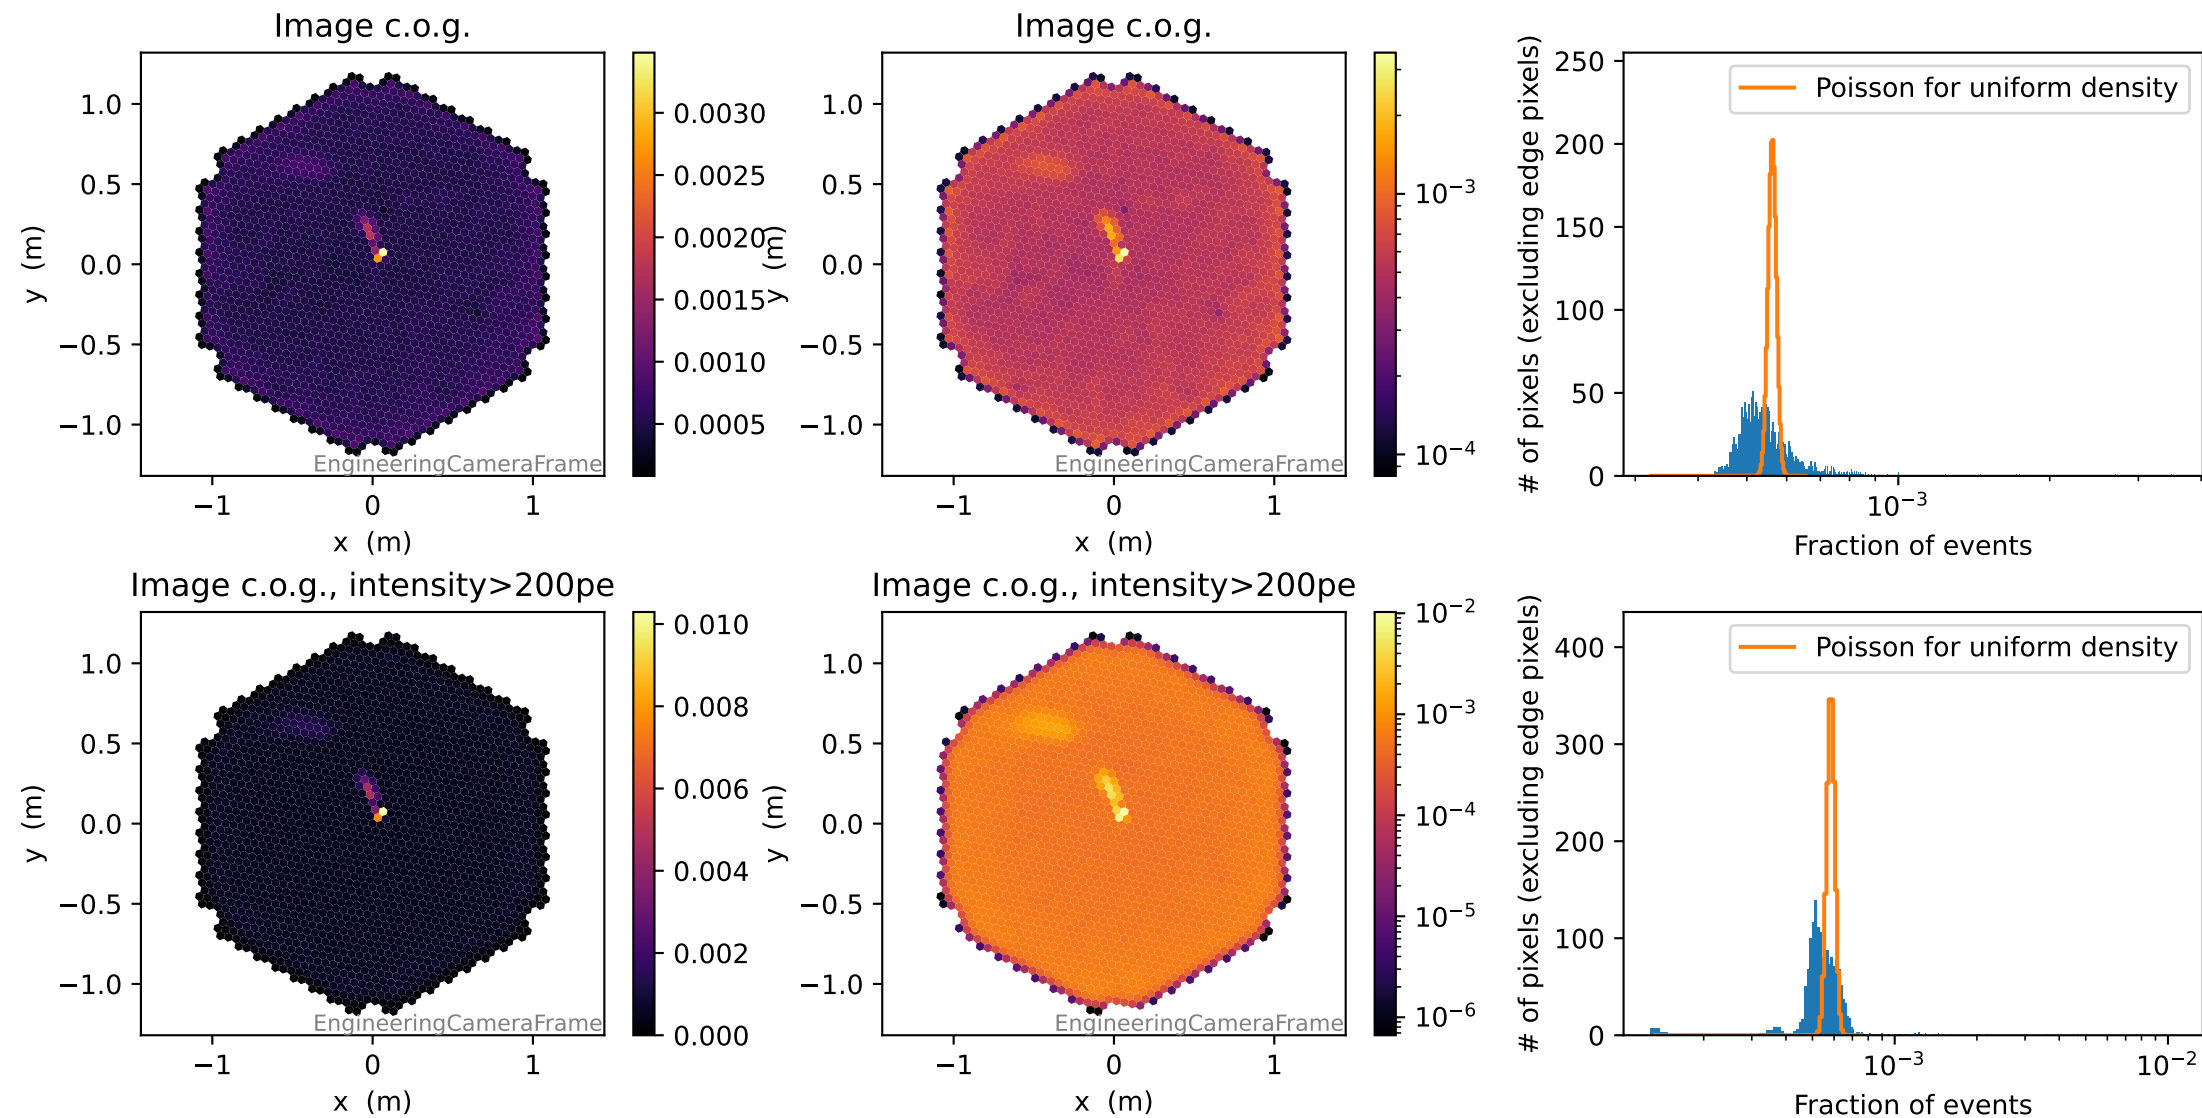 Image c.o.g.
1.0
0.5
0.0
−0.5
−1.0
y (m)
−1
0
1
x (m)
EngineeringCameraFrame
0.0030
0.0025
0.0020
0.0015
0.0010
0.0005
Image c.o.g.
1.0
0.5
0.0
−0.5
−1.0
y (m)
−1
0
1
x (m)
EngineeringCameraFrame
10⁻³
10⁻⁴
Poisson for uniform density
250
200
150
100
50
0
# of pixels (excluding edge pixels)
10⁻³
Fraction of events
Image c.o.g., intensity>200pe
1.0
0.5
0.0
−0.5
−1.0
y (m)
−1
0
1
x (m)
EngineeringCameraFrame
0.010
0.008
0.006
0.004
0.002
0.000
Image c.o.g., intensity>200pe
1.0
0.5
0.0
−0.5
−1.0
y (m)
−1
0
1
x (m)
EngineeringCameraFrame
10⁻²
10⁻³
10⁻⁴
10⁻⁵
10⁻⁶
Poisson for uniform density
400
300
200
100
0
# of pixels (excluding edge pixels)
10⁻³
10⁻²
Fraction of events